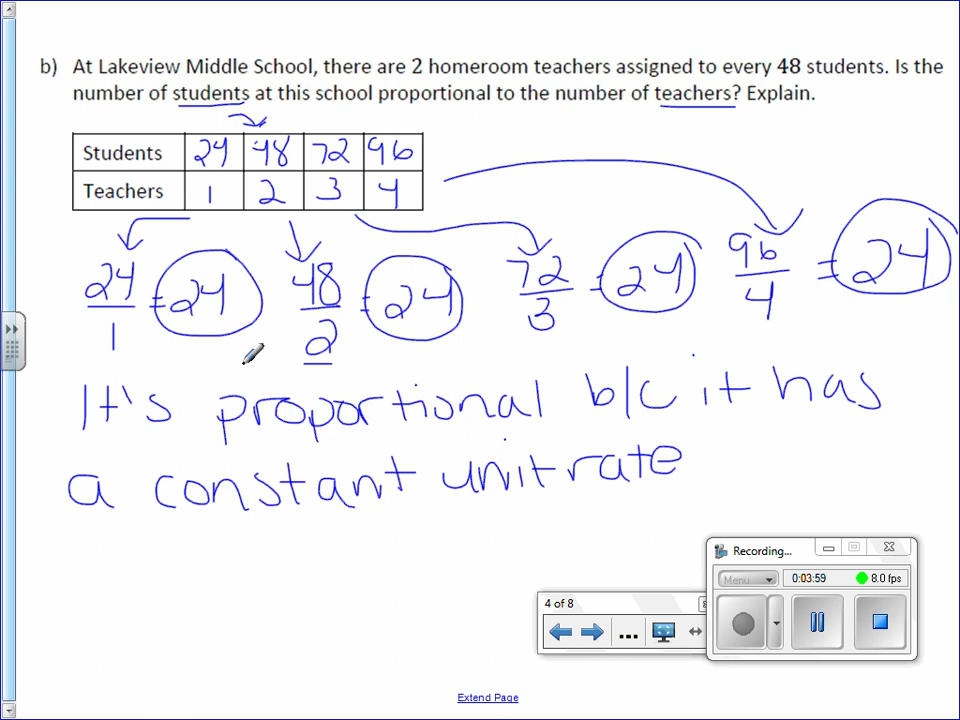 b) At Lakeview Middle School, there are 2 homeroom teachers assigned to every 48 students. Is the
number of students at this school proportional to the number of teachers? Explain.
Students 24 48 72 96
Teachers 1 2 3 4
24/1 = 24 48/2 = 24 72/3 = 24 96/4 = 24
It's proportional b/c it has
a constant unit rate
Recording...
Menu 0:03:59 8.0 fps
4 of 8
...
Extend Page